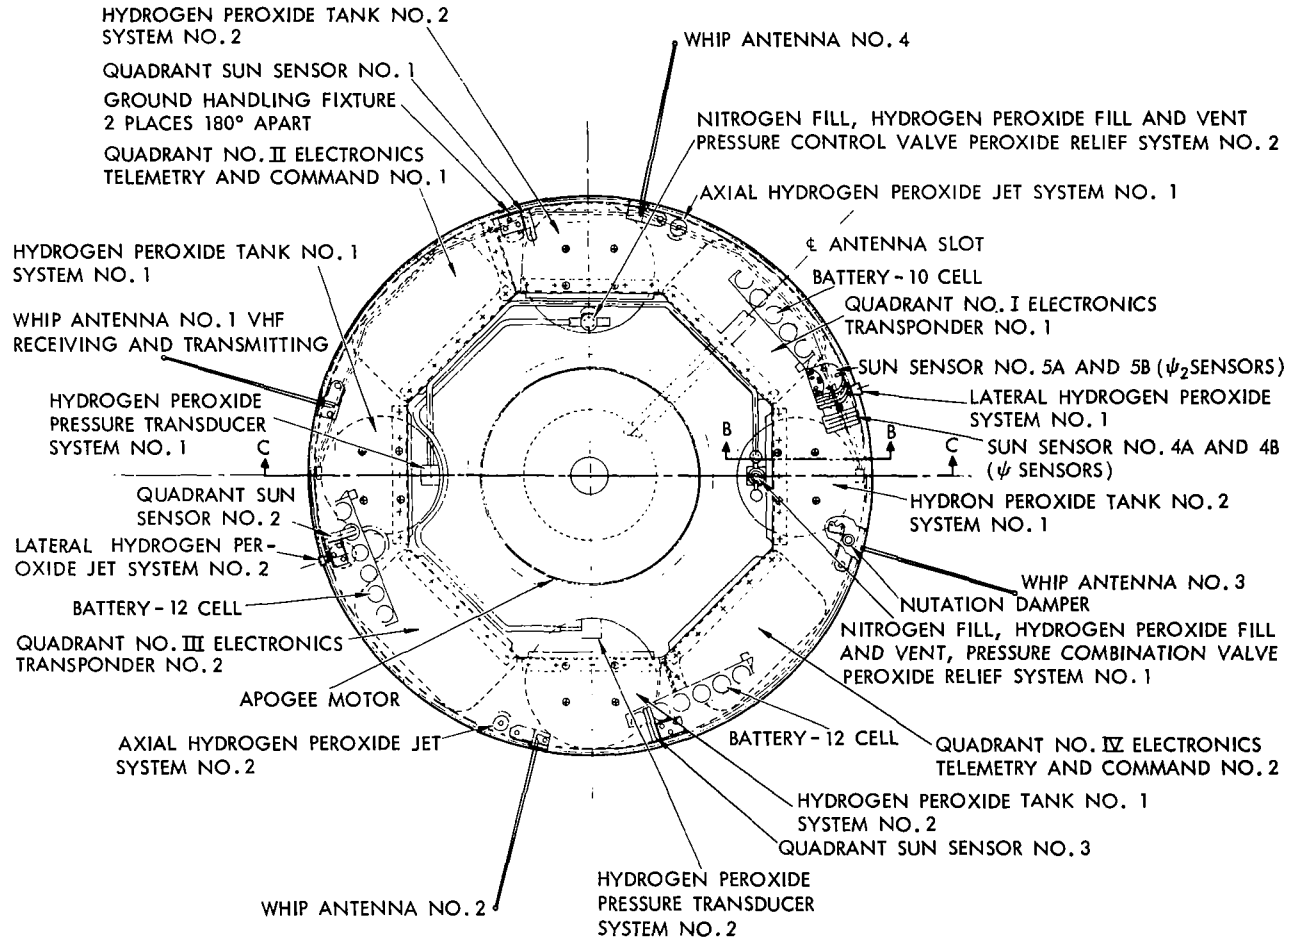 HYDROGEN PEROXIDE TANK NO. 2
SYSTEM NO. 2
QUADRANT SUN SENSOR NO. 1
GROUND HANDLING FIXTURE
2 PLACES 180° APART
QUADRANT NO. II ELECTRONICS
TELEMETRY AND COMMAND NO. 1
HYDROGEN PEROXIDE TANK NO. 1
SYSTEM NO. 1
WHIP ANTENNA NO. 1 VHF
RECEIVING AND TRANSMITTING
HYDROGEN PEROXIDE
PRESSURE TRANSDUCER
SYSTEM NO. 1
C
QUADRANT SUN
SENSOR NO. 2
LATERAL HYDROGEN PER-
OXIDE JET SYSTEM NO. 2
BATTERY - 12 CELL
QUADRANT NO. III ELECTRONICS
TRANSPONDER NO. 2
APOGEE MOTOR
AXIAL HYDROGEN PEROXIDE JET
SYSTEM NO. 2
WHIP ANTENNA NO. 2
WHIP ANTENNA NO. 4
NITROGEN FILL, HYDROGEN PEROXIDE FILL AND VENT
PRESSURE CONTROL VALVE PEROXIDE RELIEF SYSTEM NO. 2
AXIAL HYDROGEN PEROXIDE JET SYSTEM NO. 1
℄ ANTENNA SLOT
BATTERY - 10 CELL
QUADRANT NO. I ELECTRONICS
TRANSPONDER NO. 1
SUN SENSOR NO. 5A AND 5B (ψ2 SENSORS)
LATERAL HYDROGEN PEROXIDE
SYSTEM NO. 1
B
B
C
SUN SENSOR NO. 4A AND 4B
(ψ SENSORS)
HYDRON PEROXIDE TANK NO. 2
SYSTEM NO. 1
WHIP ANTENNA NO. 3
NUTATION DAMPER
NITROGEN FILL, HYDROGEN PEROXIDE FILL
AND VENT, PRESSURE COMBINATION VALVE
PEROXIDE RELIEF SYSTEM NO. 1
BATTERY - 12 CELL
QUADRANT NO. IV ELECTRONICS
TELEMETRY AND COMMAND NO. 2
HYDROGEN PEROXIDE TANK NO. 1
SYSTEM NO. 2
QUADRANT SUN SENSOR NO. 3
HYDROGEN PEROXIDE
PRESSURE TRANSDUCER
SYSTEM NO. 2